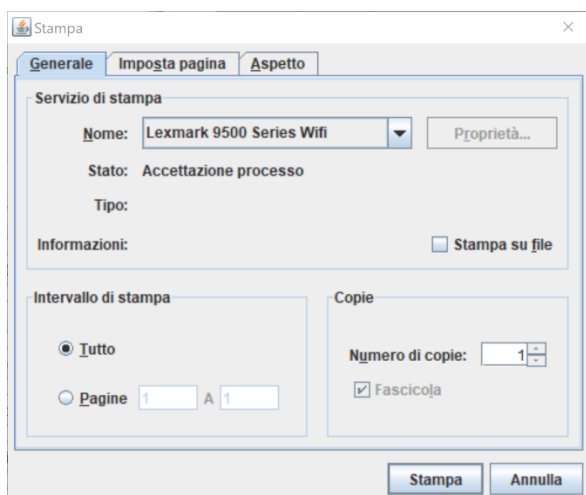 Stampa
Generale Imposta pagina Aspetto
Servizio di stampa
Nome: Lexmark 9500 Series Wifi Proprietà...
Stato: Accettazione processo
Tipo:
Informazioni: Stampa su file
Intervallo di stampa Copie
Tutto
Numero di copie: 1
Pagine 1 A 1
Fascicola
Stampa Annulla